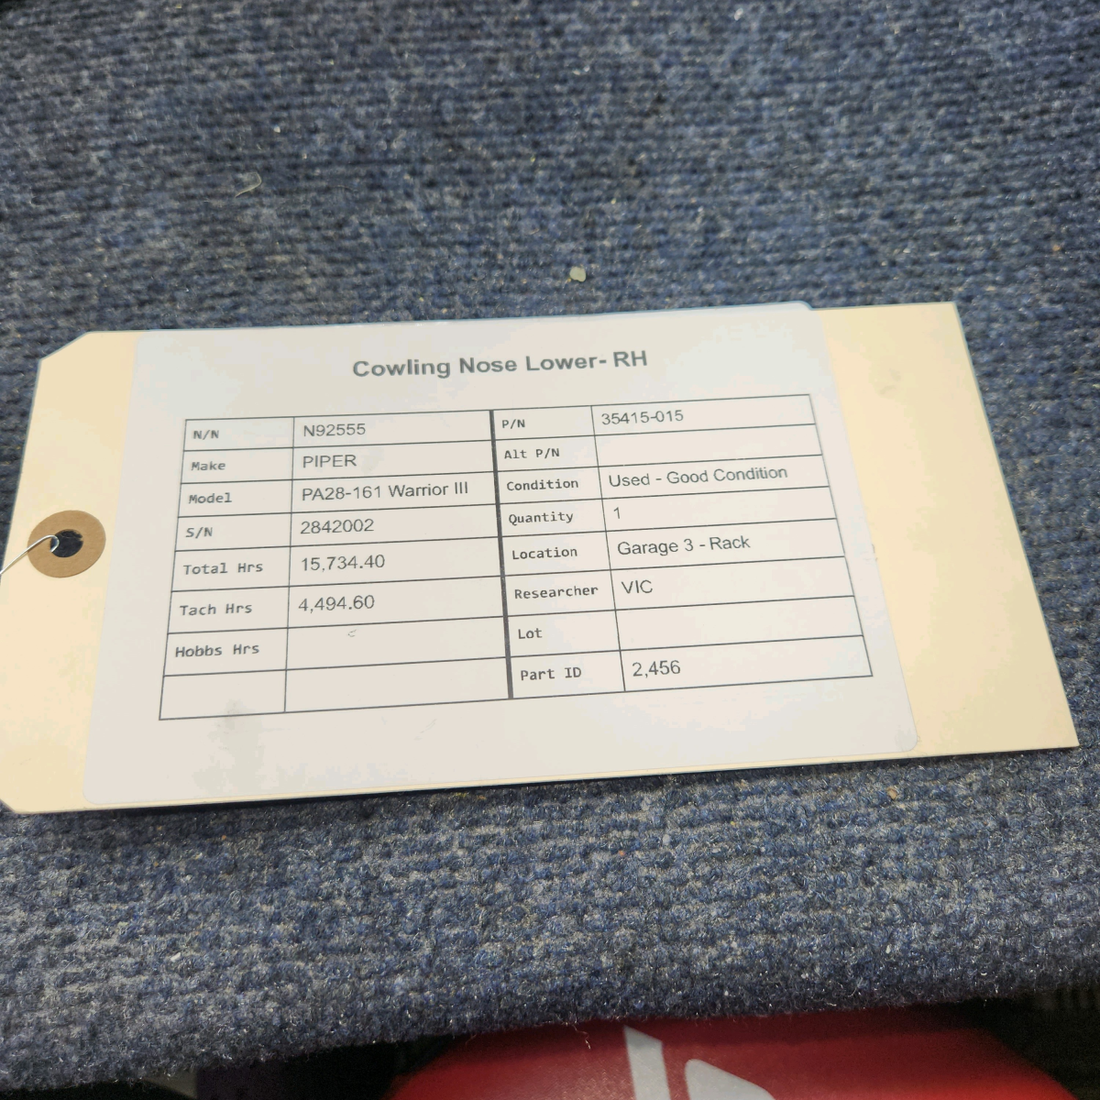 Cowling Nose Lower- RH
N/N N92555 P/N 35415-015
Make PIPER Alt P/N
Model PA28-161 Warrior III Condition Used - Good Condition
S/N 2842002 Quantity 1
Total Hrs 15,734.40 Location Garage 3 - Rack
Tach Hrs 4,494.60 Researcher VIC
Hobbs Hrs Lot
Part ID 2,456